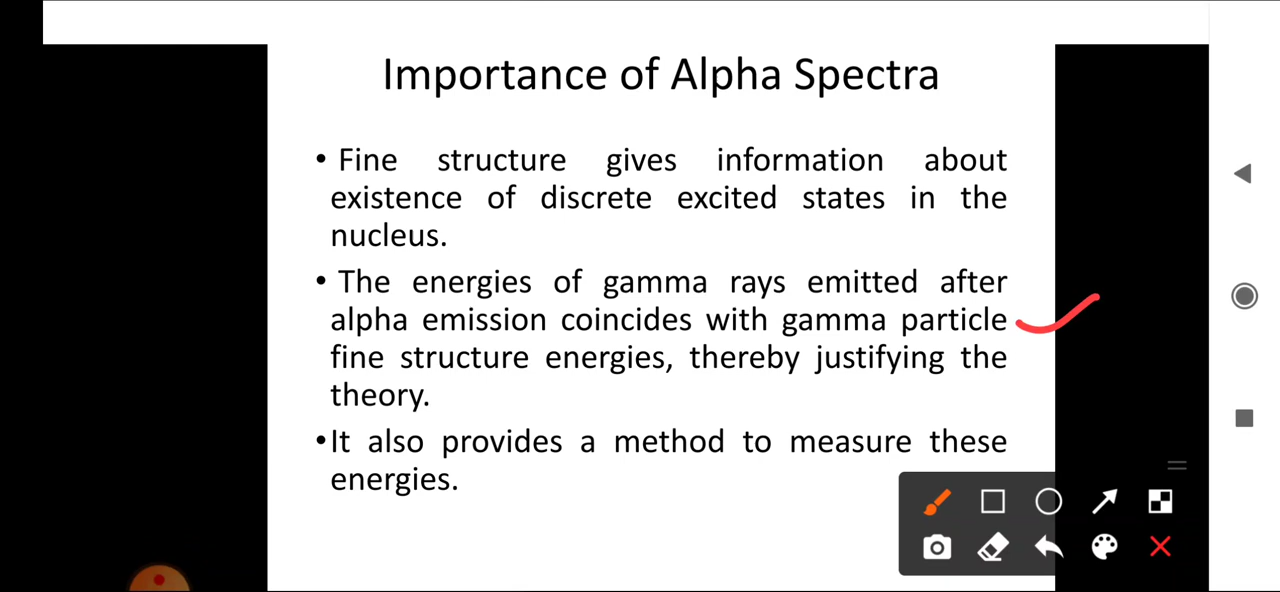 Importance of Alpha Spectra
• Fine structure gives information about
existence of discrete excited states in the
nucleus.
• The energies of gamma rays emitted after
alpha emission coincides with gamma particle
fine structure energies, thereby justifying the
theory.
•It also provides a method to measure these
energies.